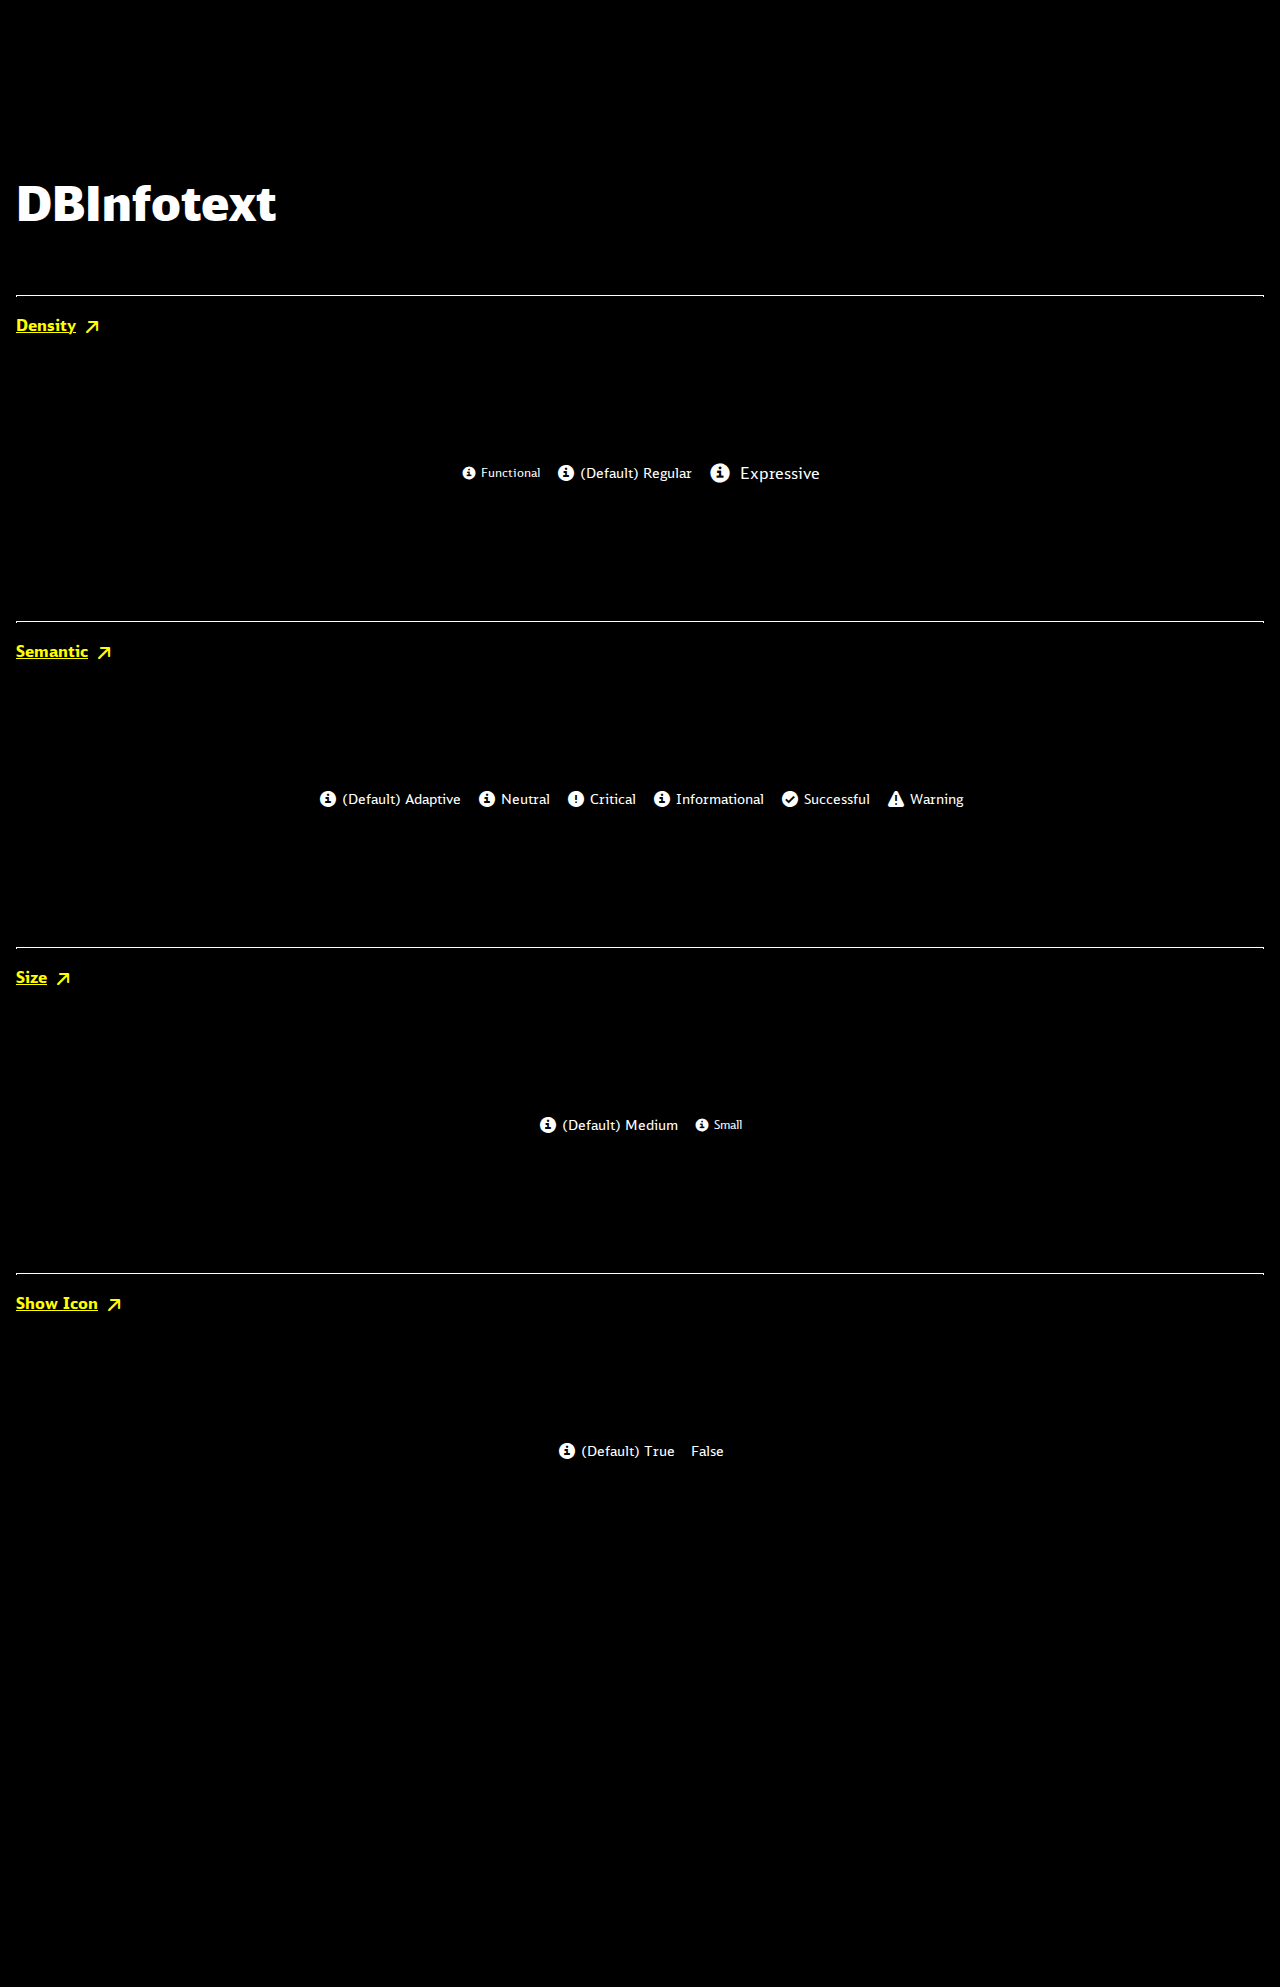 DBInfotext
Density
Functional (Default) Regular Expressive
Semantic
(Default) Adaptive Neutral Critical Informational Successful Warning
Size
(Default) Medium Small
Show Icon
(Default) True False